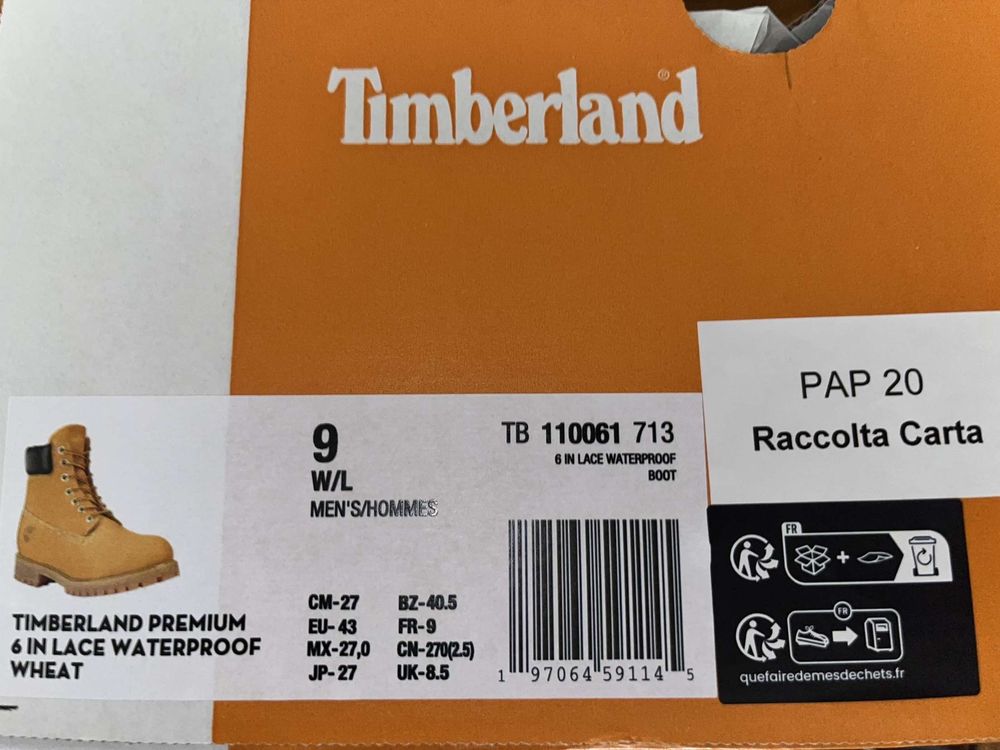 Timberland®
PAP 20
Raccolta Carta
TIMBERLAND PREMIUM
6 IN LACE WATERPROOF
WHEAT
9
W/L
MEN'S/HOMMES
CM-27 BZ-40.5
EU-43 FR-9
MX-27,0 CN-270(2.5)
JP-27 UK-8.5
TB 110061 713
6 IN LACE WATERPROOF
BOOT
1 97064 59114 5
FR
FR
quefairedemesdechets.fr